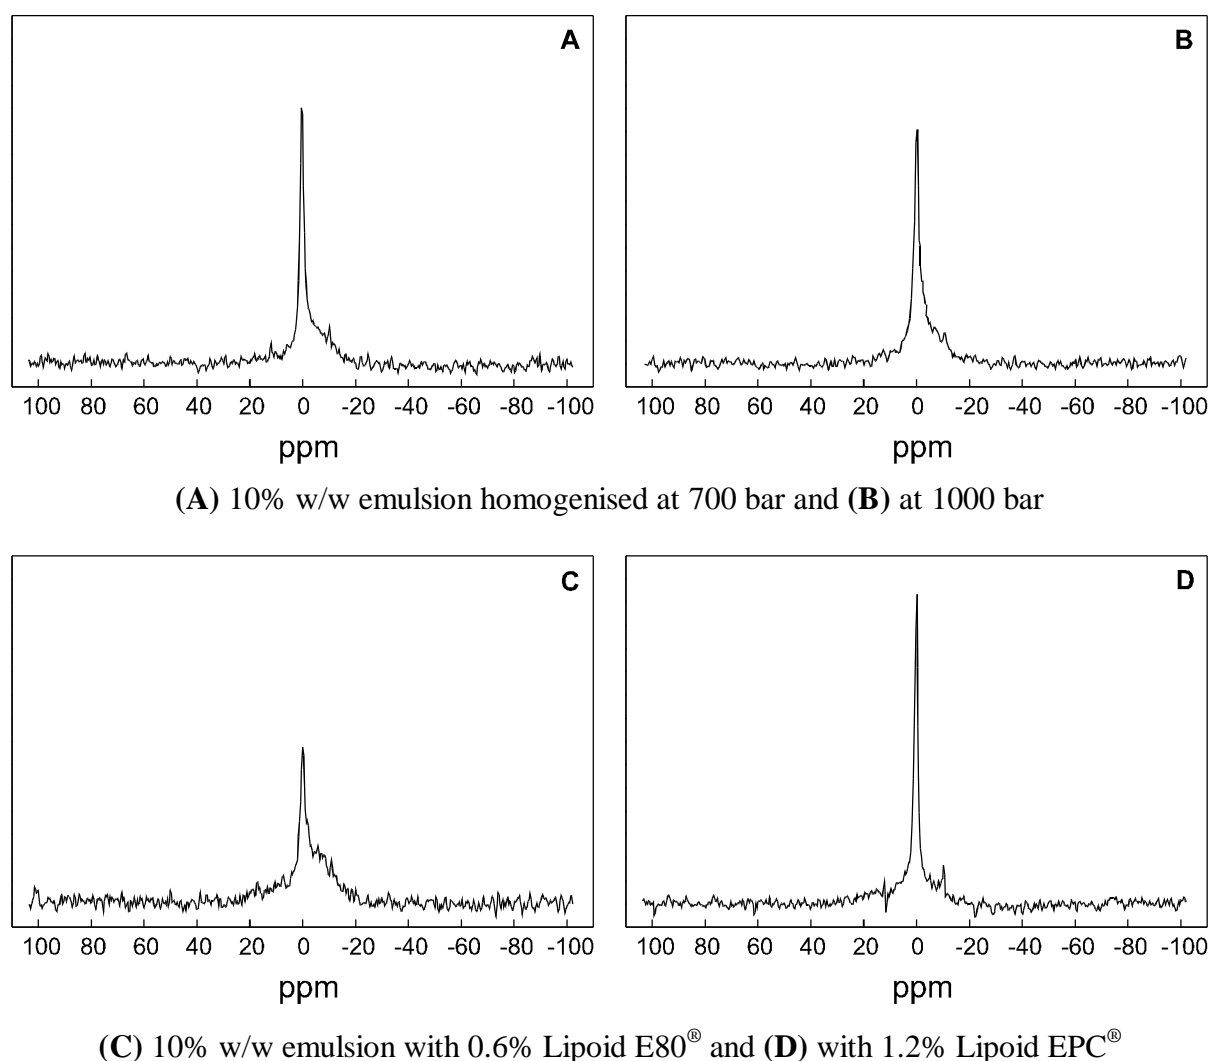 A
B
100 80 60 40 20 0 -20 -40 -60 -80 -100
100 80 60 40 20 0 -20 -40 -60 -80 -100
ppm
ppm
(A) 10% w/w emulsion homogenised at 700 bar and (B) at 1000 bar
C
D
100 80 60 40 20 0 -20 -40 -60 -80 -100
100 80 60 40 20 0 -20 -40 -60 -80 -100
ppm
ppm
(C) 10% w/w emulsion with 0.6% Lipoid E80® and (D) with 1.2% Lipoid EPC®